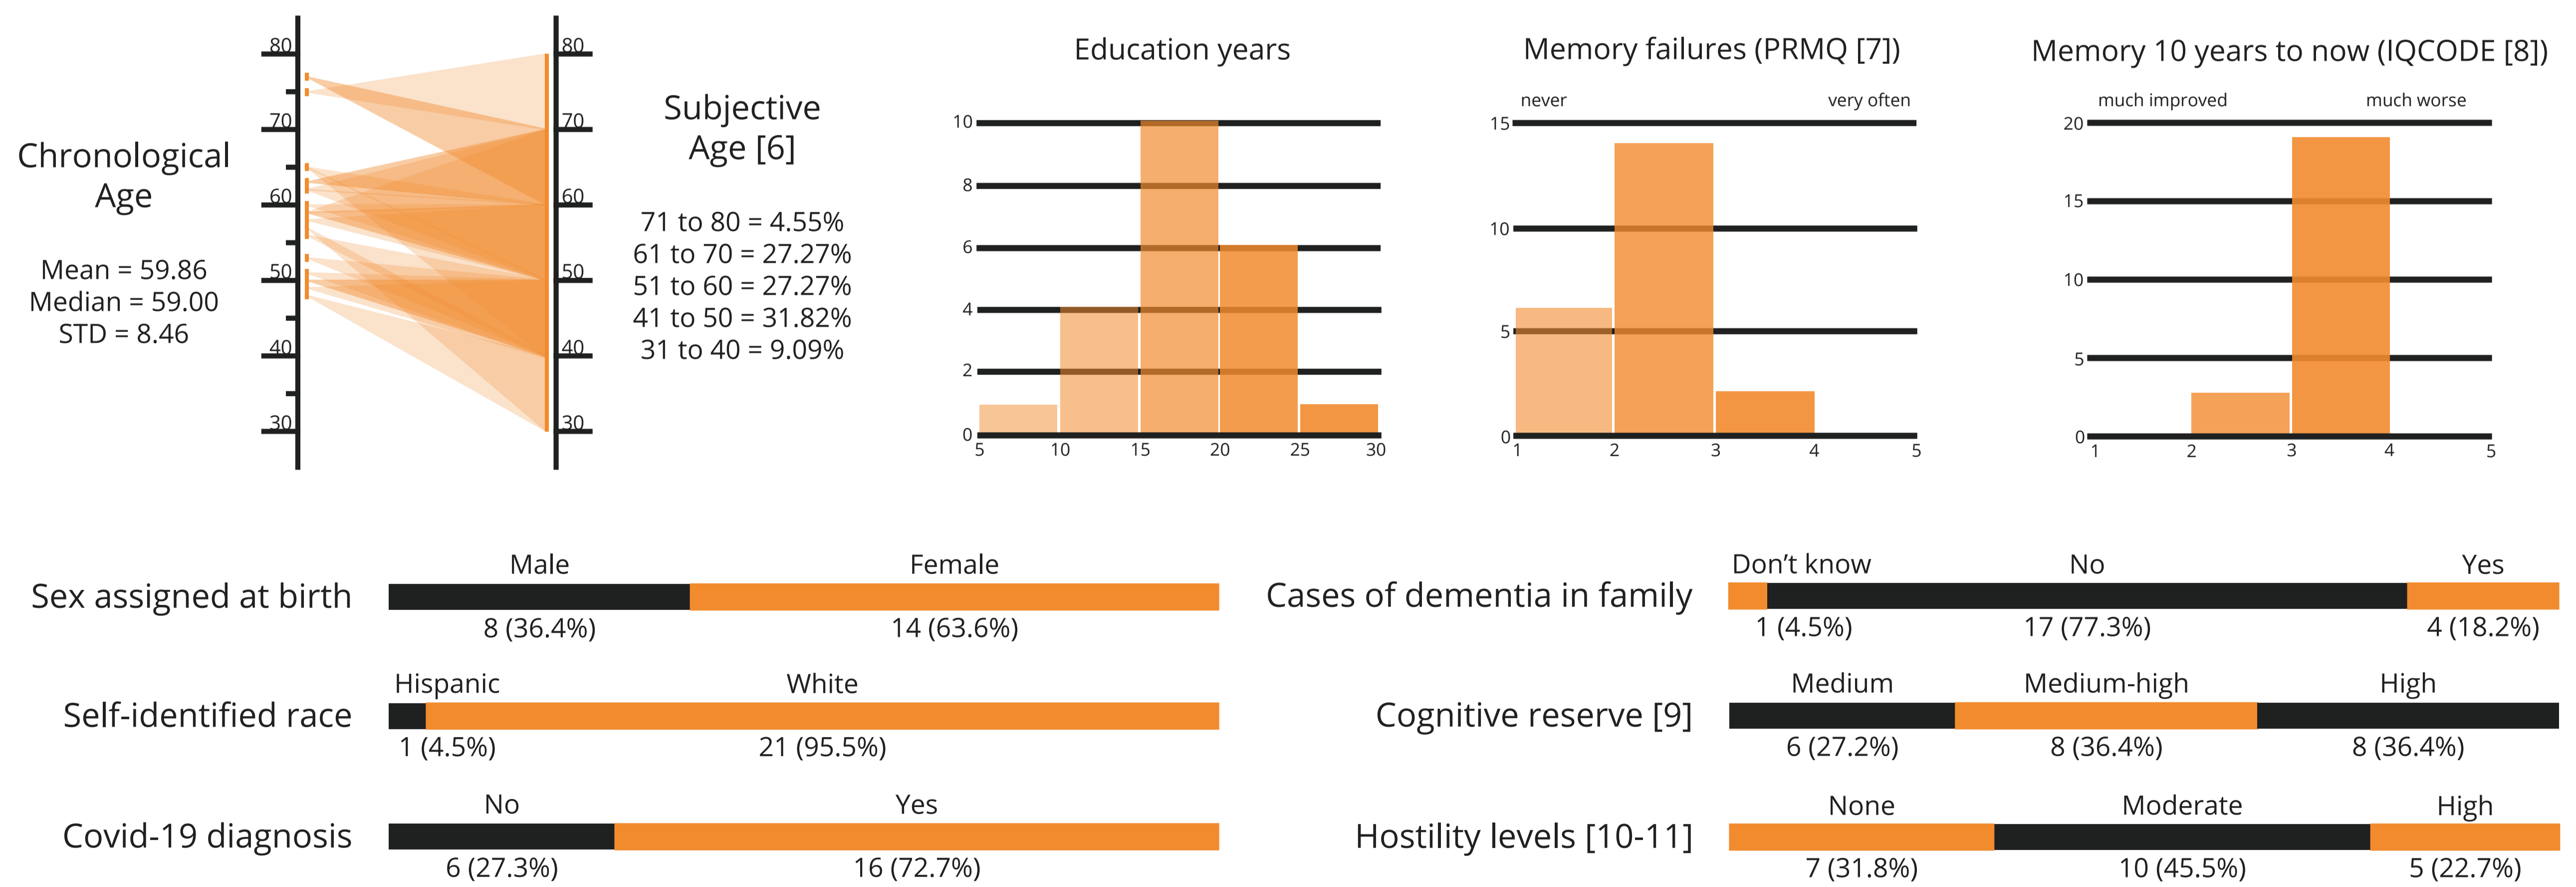 80
70
60
50
40
30
80
70
60
50
40
30
Chronological
Age
Mean = 59.86
Median = 59.00
STD = 8.46
Subjective
Age [6]
71 to 80 = 4.55%
61 to 70 = 27.27%
51 to 60 = 27.27%
41 to 50 = 31.82%
31 to 40 = 9.09%
Education years
10
8
6
4
2
0
5 10 15 20 25 30
Memory failures (PRMQ [7])
never very often
15
10
5
0
1 2 3 4 5
Memory 10 years to now (IQCODE [8])
much improved much worse
20
15
10
5
0
1 2 3 4 5
Sex assigned at birth
Male Female
8 (36.4%) 14 (63.6%)
Self-identified race
Hispanic White
1 (4.5%) 21 (95.5%)
Covid-19 diagnosis
No Yes
6 (27.3%) 16 (72.7%)
Cases of dementia in family
Don’t know No Yes
1 (4.5%) 17 (77.3%) 4 (18.2%)
Cognitive reserve [9]
Medium Medium-high High
6 (27.2%) 8 (36.4%) 8 (36.4%)
Hostility levels [10-11]
None Moderate High
7 (31.8%) 10 (45.5%) 5 (22.7%)